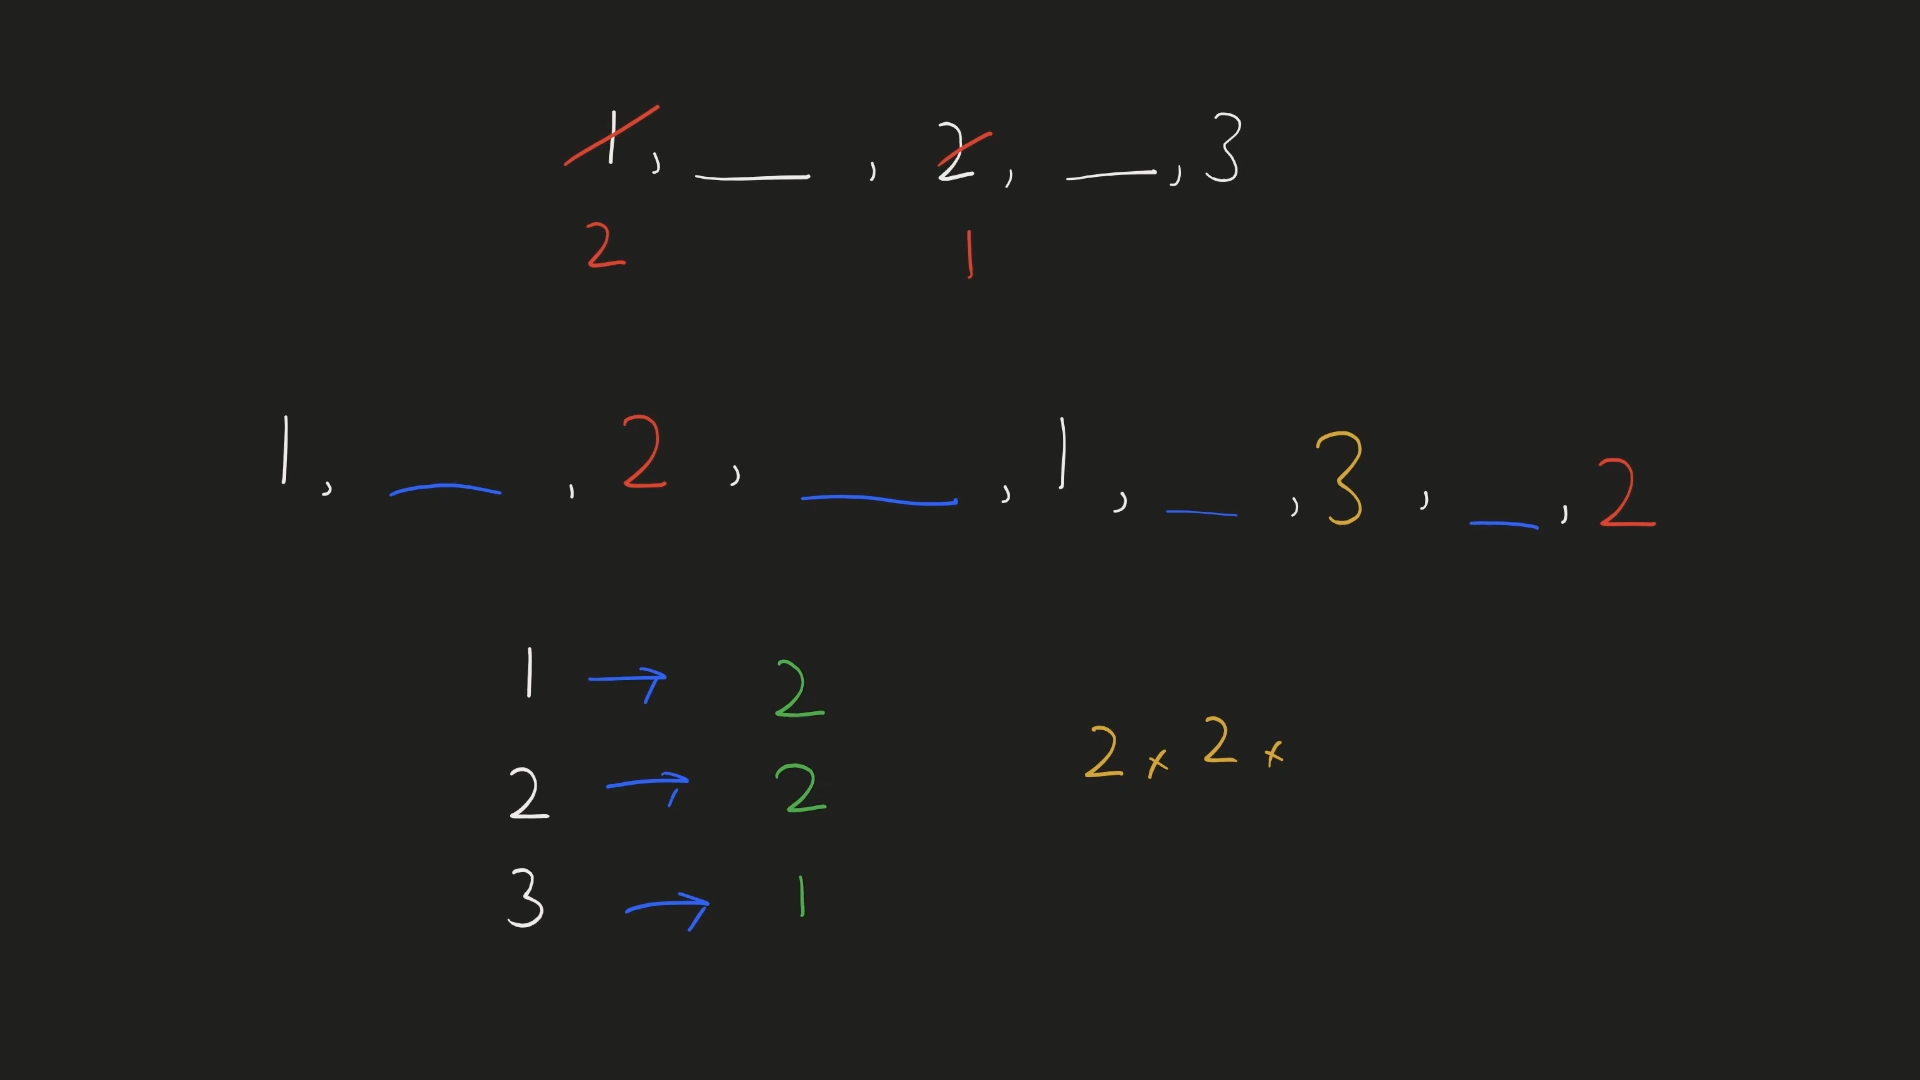 1, ___, 2, ___, 3
2 1
1, ___, 2, ___, 1, ___, 3, ___, 2
1 → 2
2 → 2
2 × 2 ×
3 → 1